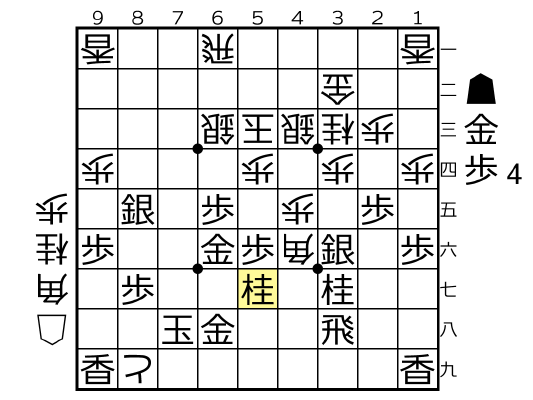 9 8 7 6 5 4 3 2 1
香 飛 香 一
金 二
銀 王 銀 桂 歩 三 金
歩 歩 歩 歩 四 歩 4
歩 銀 歩 歩 歩 五
桂 歩 金 歩 角 銀 歩 六
角 歩 桂 桂 七
玉 金 飛 八
香 と 香 九